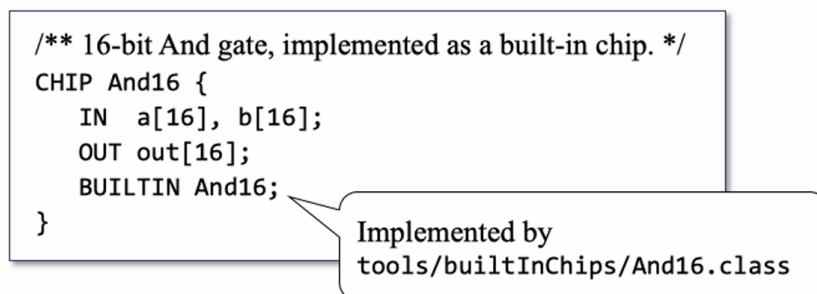 /** 16-bit And gate, implemented as a built-in chip. */
CHIP And16 {
IN a[16], b[16];
OUT out[16];
BUILTIN And16;
}
Implemented by
tools/builtInChips/And16.class